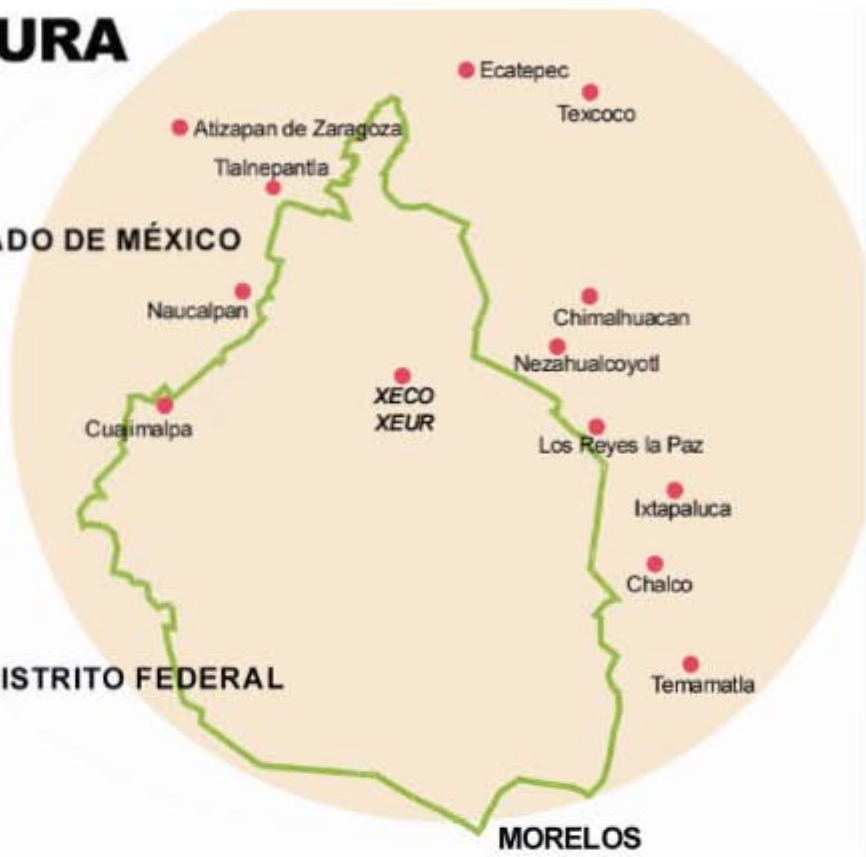 URA
Ecatepec
Texcoco
Atizapan de Zaragoza
Tlalnepantla
ADO DE MÉXICO
Naucalpan
Chimalhuacan
Nezahualcoyotl
XECO
XEUR
Cuajimalpa
Los Reyes la Paz
Ixtapaluca
Chalco
ISTRITO FEDERAL
Temamatla
MORELOS